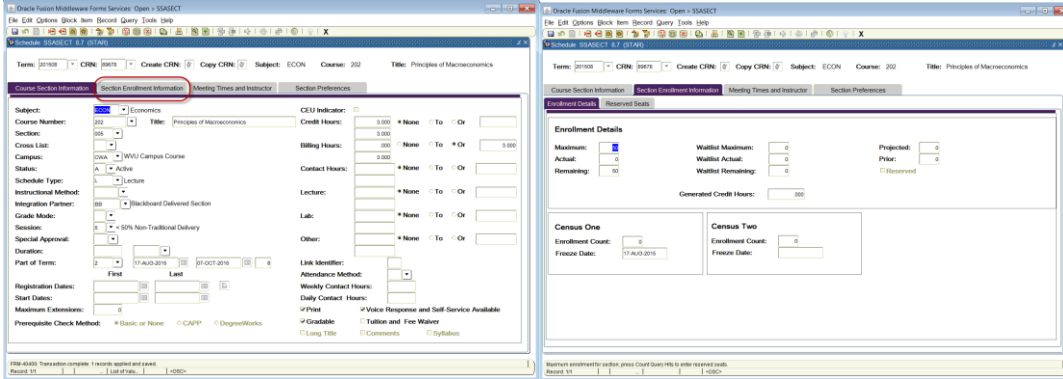 Oracle Fusion Middleware Forms Services: Open > SSASECT
File Edit Options Block Item Record Query Tools Help
Schedule SSASECT 8.7 (STAR)
Term: 201508 CRN: 89876 Create CRN: Copy CRN: Subject: ECON Course: 202 Title: Principles of Macroeconomics
Course Section Information Section Enrollment Information Meeting Times and Instructor Section Preferences
Subject: ECON Economics CEU Indicator:
Course Number: 202 Title: Principles of Macroeconomics Credit Hours: 3.000 None To Or
Section: 005 3.000
Cross List: Billing Hours: .000 None To Or 3.000
Campus: CWA WVU Campus Course 3.000
Status: A Active Contact Hours: None To Or
Schedule Type: L Lecture
Instructional Method: Lecture: None To Or
Integration Partner: BB Blackboard Delivered Section
Grade Mode: Lab: None To Or
Session: < 50% Non-Traditional Delivery
Special Approval: Other: None To Or
Duration:
Part of Term: 2 17-AUG-2015 07-OCT-2015 8 Link Identifier:
First Last Attendance Method:
Registration Dates: Weekly Contact Hours:
Start Dates: Daily Contact Hours:
Maximum Extensions: 0 Print Voice Response and Self-Service Available
Prerequisite Check Method: Basic or None CAPP DegreeWorks Gradable Tuition and Fee Waiver
Long Title Comments Syllabus
FRM-40400: Transaction complete: 1 records applied and saved.
Record: 1/1 List of Valu... <OSC>
Oracle Fusion Middleware Forms Services: Open > SSASECT
File Edit Options Block Item Record Query Tools Help
Schedule SSASECT 8.7 (STAR)
Term: 201508 CRN: 89876 Create CRN: Copy CRN: Subject: ECON Course: 202 Title: Principles of Macroeconomics
Course Section Information Section Enrollment Information Meeting Times and Instructor Section Preferences
Enrollment Details Reserved Seats
Enrollment Details
Maximum: 50 Waitlist Maximum: 0 Projected: 0
Actual: 0 Waitlist Actual: 0 Prior: 0
Remaining: 50 Waitlist Remaining: 0 Reserved
Generated Credit Hours: .000
Census One Census Two
Enrollment Count: 0 Enrollment Count: 0
Freeze Date: 17-AUG-2015 Freeze Date:
Maximum enrollment for section; press Count Query Hits to enter reserved seats.
Record: 1/1 <OSC>